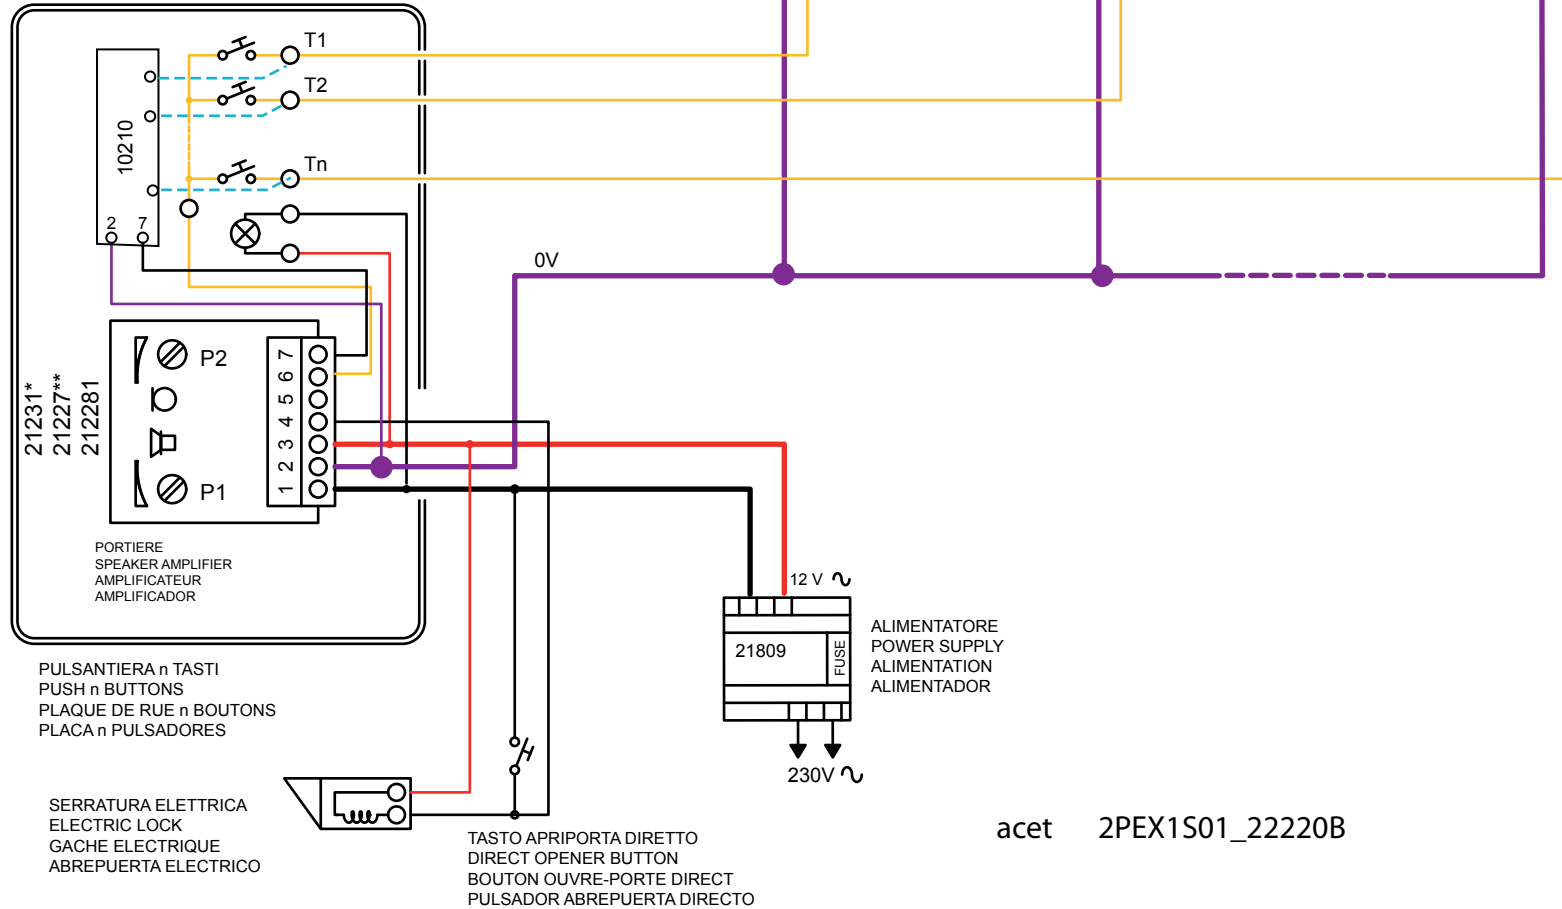 T1
T2
Tn
10210
2 7
0V
21231*
21227**
212281
P2
P1
7
6
5
4
3
2
1
PORTIERE
SPEAKER AMPLIFIER
AMPLIFICATEUR
AMPLIFICADOR
PULSANTIERA n TASTI
PUSH n BUTTONS
PLAQUE DE RUE n BOUTONS
PLACA n PULSADORES
12 V
21809
FUSE
230V
ALIMENTATORE
POWER SUPPLY
ALIMENTATION
ALIMENTADOR
SERRATURA ELETTRICA
ELECTRIC LOCK
GACHE ELECTRIQUE
ABREPUERTA ELECTRICO
TASTO APRIPORTA DIRETTO
DIRECT OPENER BUTTON
BOUTON OUVRE-PORTE DIRECT
PULSADOR ABREPUERTA DIRECTO
acet 2PEX1S01_22220B